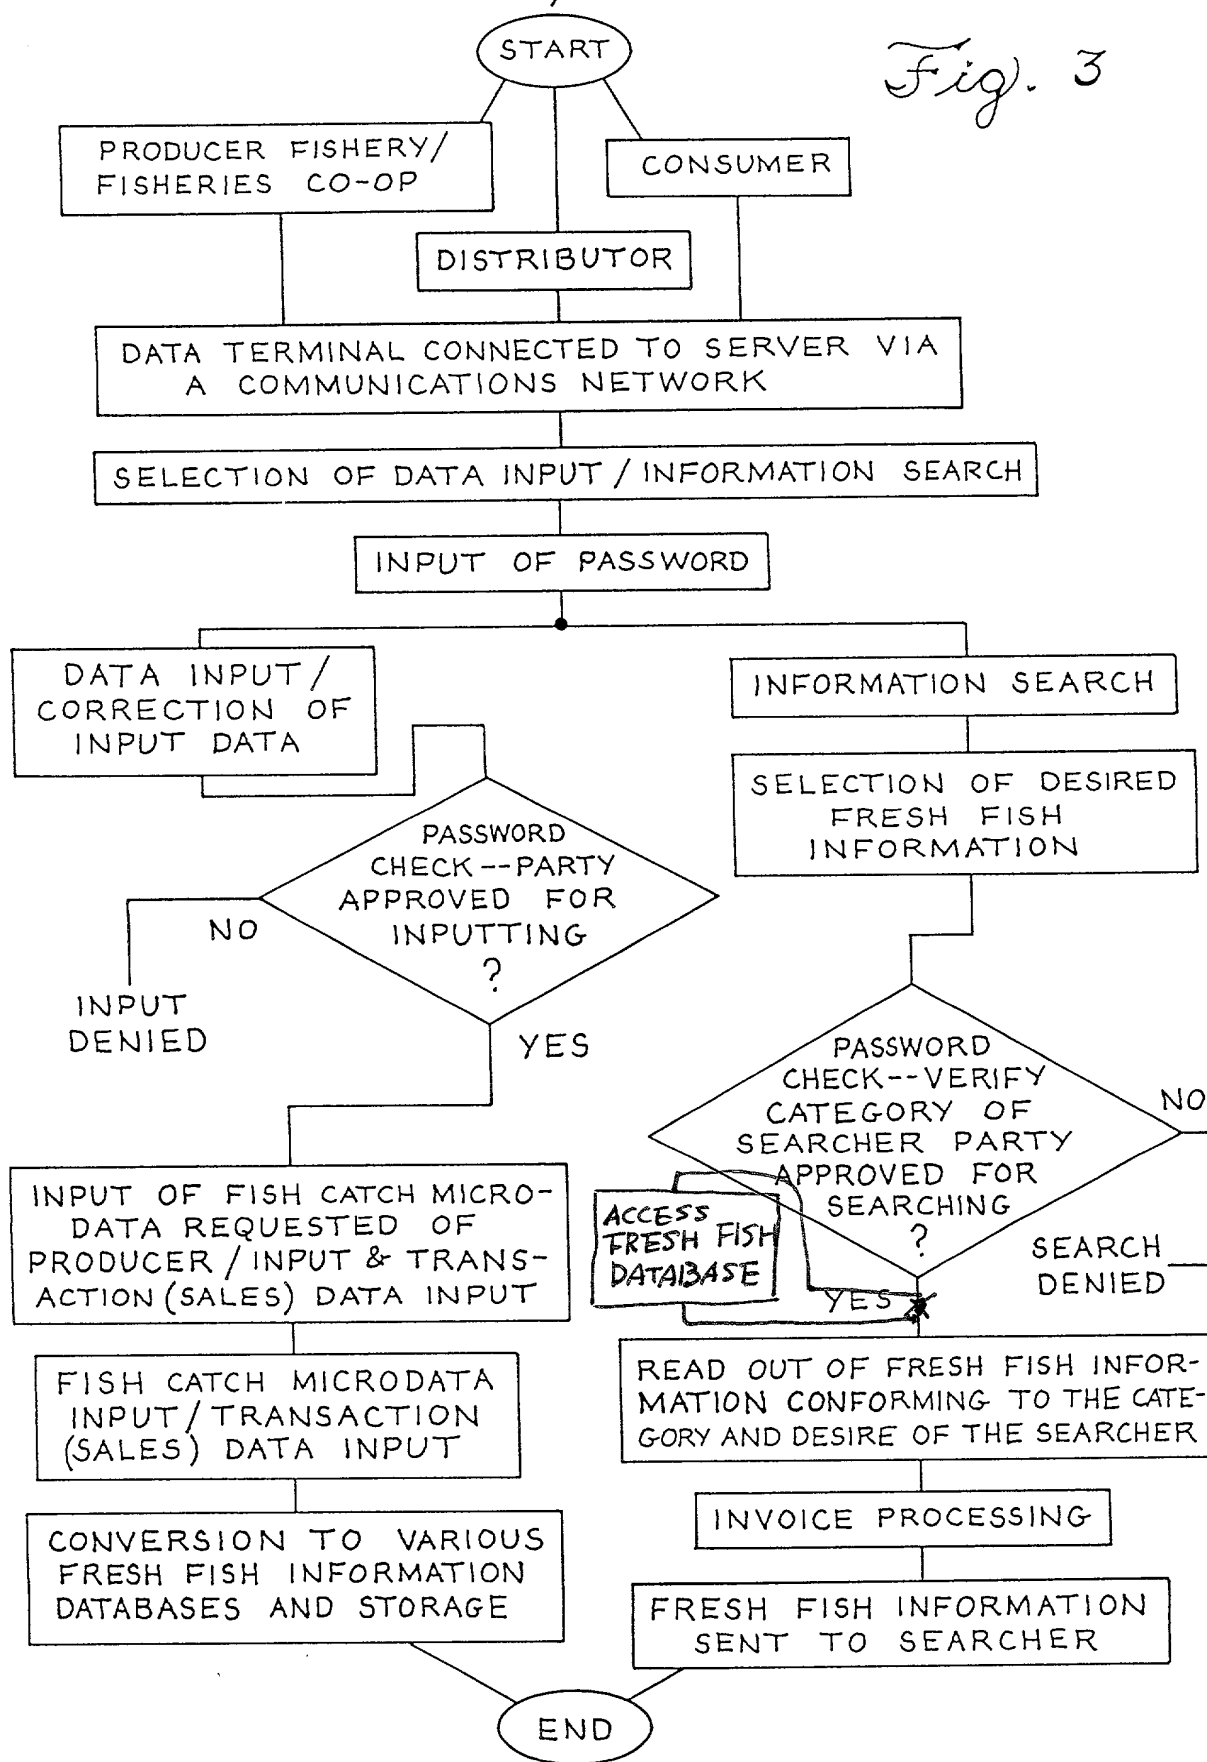 START
Fig. 3
PRODUCER FISHERY/
FISHERIES CO-OP
CONSUMER
DISTRIBUTOR
DATA TERMINAL CONNECTED TO SERVER VIA
A COMMUNICATIONS NETWORK
SELECTION OF DATA INPUT / INFORMATION SEARCH
INPUT OF PASSWORD
DATA INPUT /
CORRECTION OF
INPUT DATA
PASSWORD
CHECK--PARTY
APPROVED FOR
INPUTTING
?
NO
INPUT
DENIED
YES
INPUT OF FISH CATCH MICRO-
DATA REQUESTED OF
PRODUCER / INPUT & TRANS-
ACTION (SALES) DATA INPUT
FISH CATCH MICRODATA
INPUT / TRANSACTION
(SALES) DATA INPUT
CONVERSION TO VARIOUS
FRESH FISH INFORMATION
DATABASES AND STORAGE
INFORMATION SEARCH
SELECTION OF DESIRED
FRESH FISH
INFORMATION
PASSWORD
CHECK--VERIFY
CATEGORY OF
SEARCHER PARTY
APPROVED FOR
SEARCHING
?
NO
SEARCH
DENIED
YES
ACCESS
FRESH FISH
DATABASE
READ OUT OF FRESH FISH INFOR-
MATION CONFORMING TO THE CATE-
GORY AND DESIRE OF THE SEARCHER
INVOICE PROCESSING
FRESH FISH INFORMATION
SENT TO SEARCHER
END